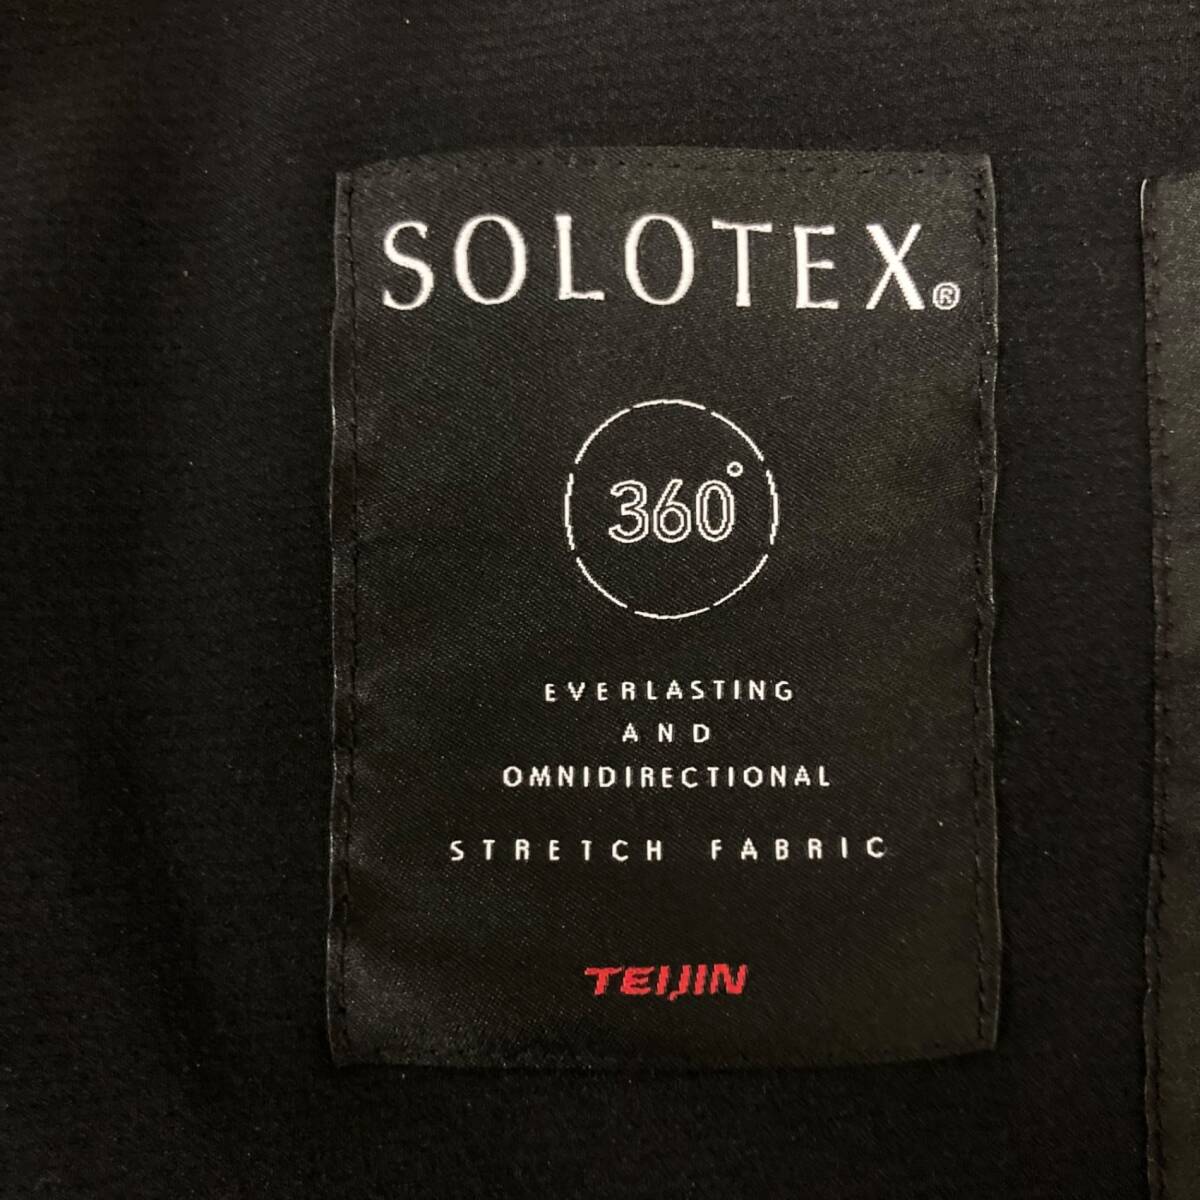 SOLOTEX®
360°
EVERLASTING
AND
OMNIDIRECTIONAL
STRETCH FABRIC
TEIJIN